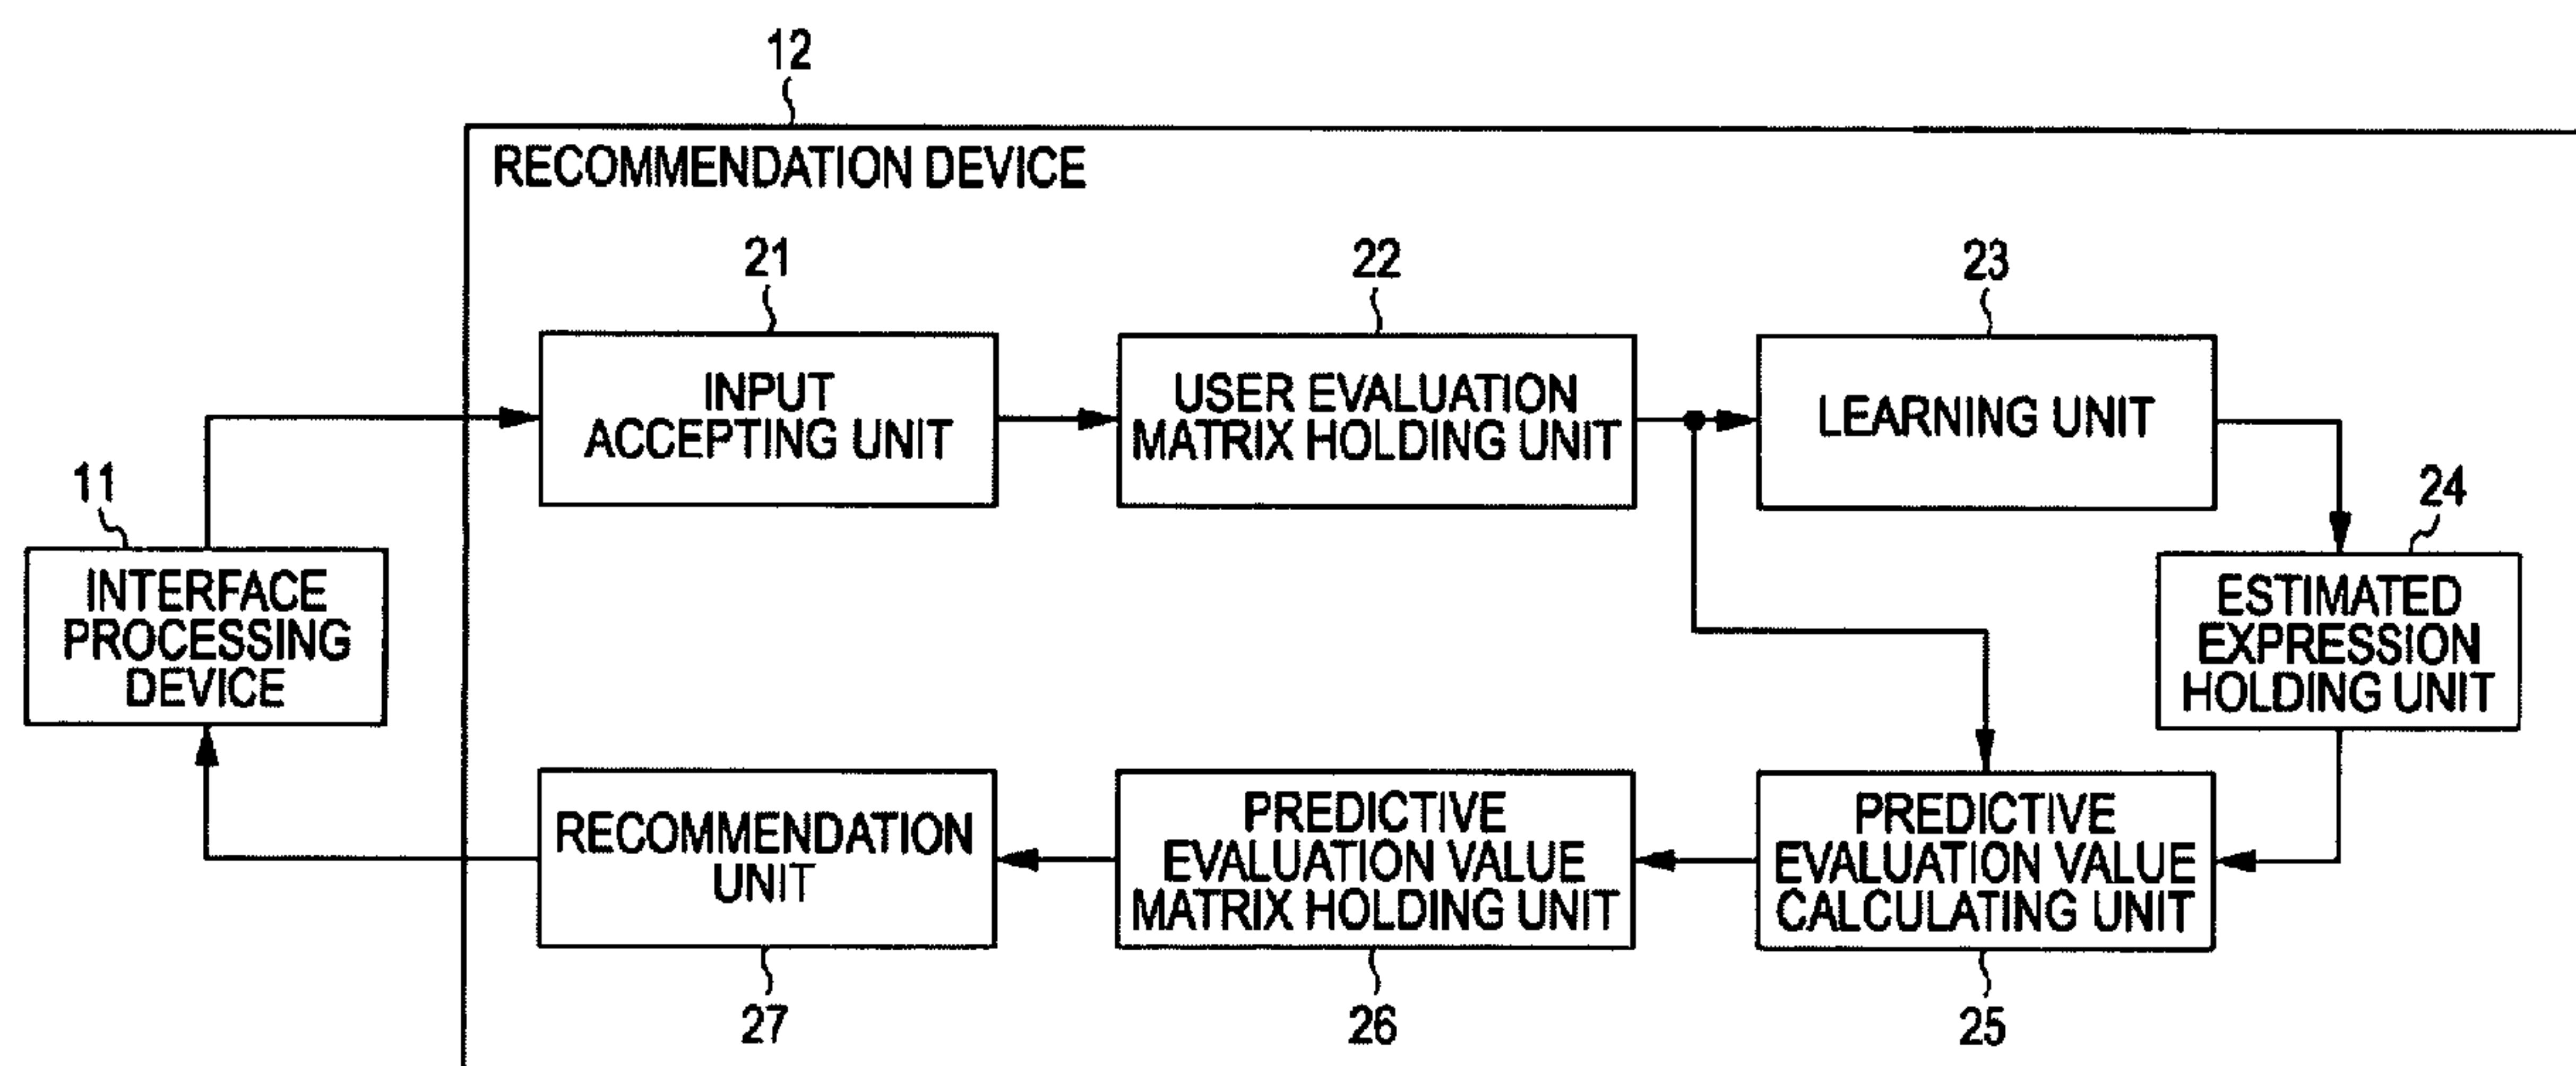 12
RECOMMENDATION DEVICE
21
22
23
INPUT
ACCEPTING UNIT
USER EVALUATION
MATRIX HOLDING UNIT
LEARNING UNIT
11
24
INTERFACE
PROCESSING
DEVICE
ESTIMATED
EXPRESSION
HOLDING UNIT
RECOMMENDATION
UNIT
PREDICTIVE
EVALUATION VALUE
MATRIX HOLDING UNIT
PREDICTIVE
EVALUATION VALUE
CALCULATING UNIT
27
26
25